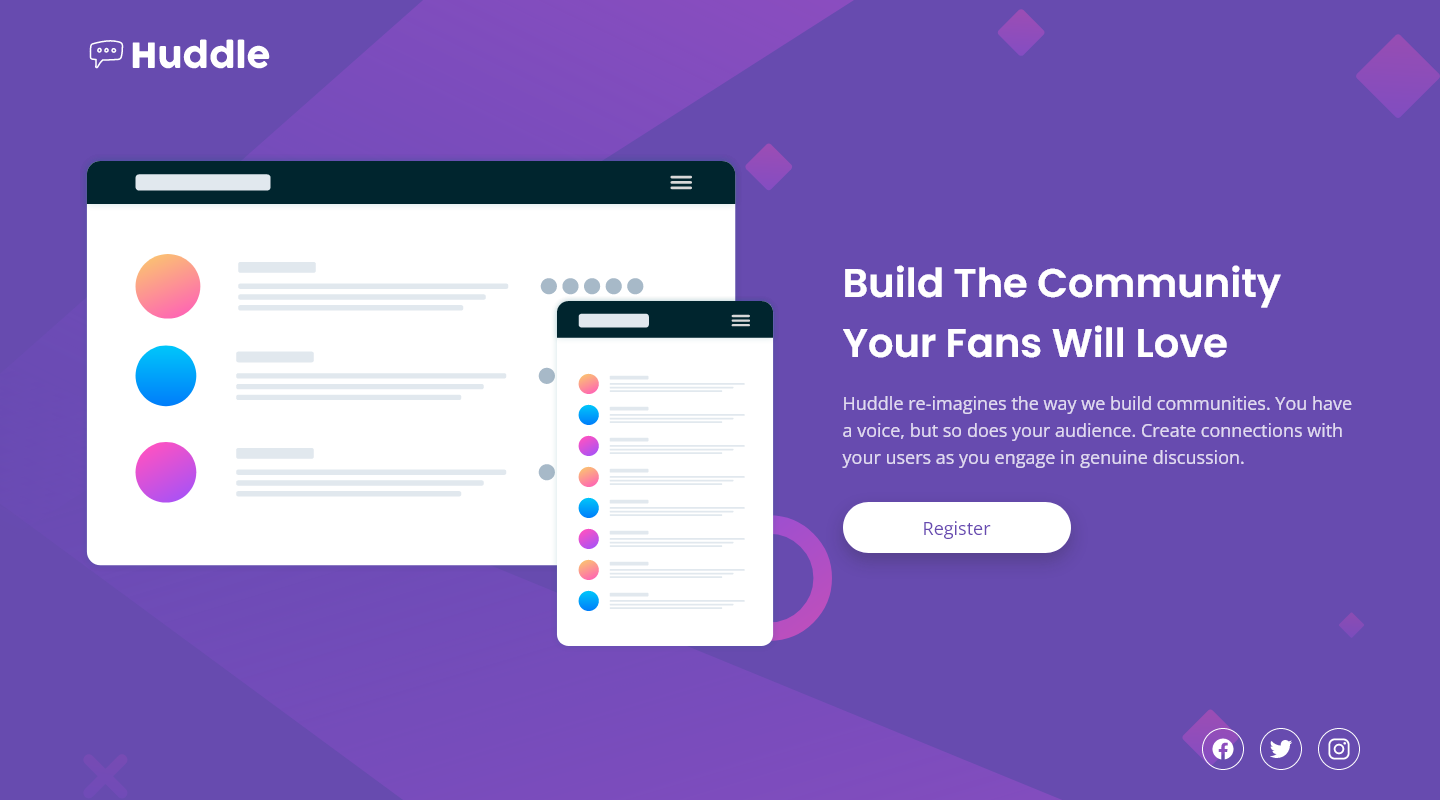 Huddle
Build The Community
Your Fans Will Love
Huddle re-imagines the way we build communities. You have
a voice, but so does your audience. Create connections with
your users as you engage in genuine discussion.
Register